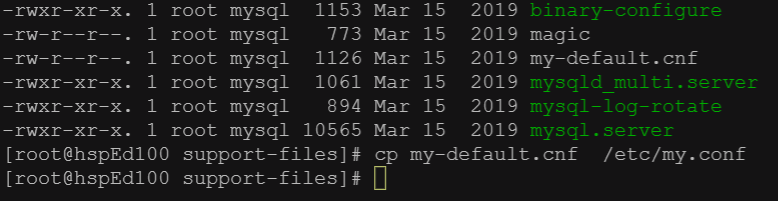 -rwxr-xr-x. 1 root mysql  1153 Mar 15  2019 binary-configure
-rw-r--r--. 1 root mysql   773 Mar 15  2019 magic
-rw-r--r--. 1 root mysql  1126 Mar 15  2019 my-default.cnf
-rwxr-xr-x. 1 root mysql  1061 Mar 15  2019 mysqld_multi.server
-rwxr-xr-x. 1 root mysql   894 Mar 15  2019 mysql-log-rotate
-rwxr-xr-x. 1 root mysql 10565 Mar 15  2019 mysql.server
[root@hspEd100 support-files]# cp my-default.cnf  /etc/my.conf
[root@hspEd100 support-files]#